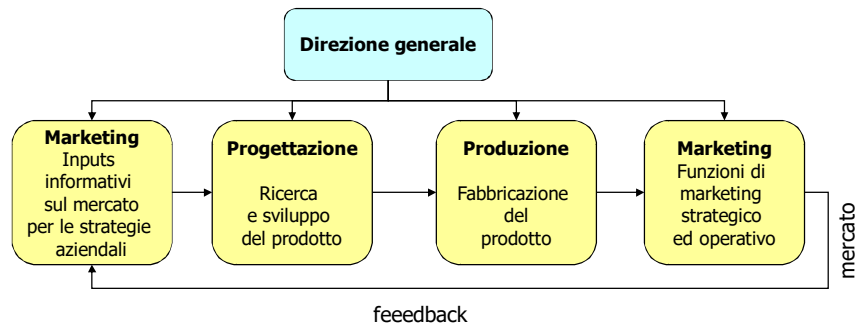 Direzione generale
Marketing
Inputs
informativi
sul mercato
per le strategie
aziendali
Progettazione
Ricerca
e sviluppo
del prodotto
Produzione
Fabbricazione
del
prodotto
Marketing
Funzioni di
marketing
strategico
ed operativo
mercato
feeedback